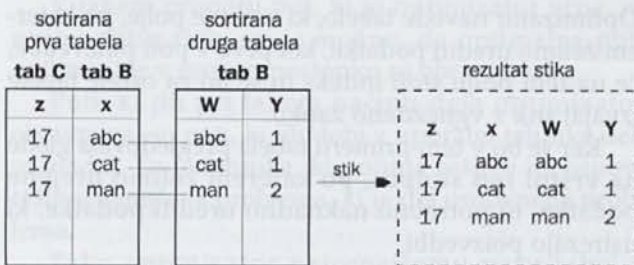 sortirana sortirana
prva tabela druga tabela
tab C tab B tab B rezultat stika
z x W Y
z x W Y
17 abc abc 1
17 abc abc 1
17 cat cat 1 stik
17 cat cat 1
17 man man 2
17 man man 2